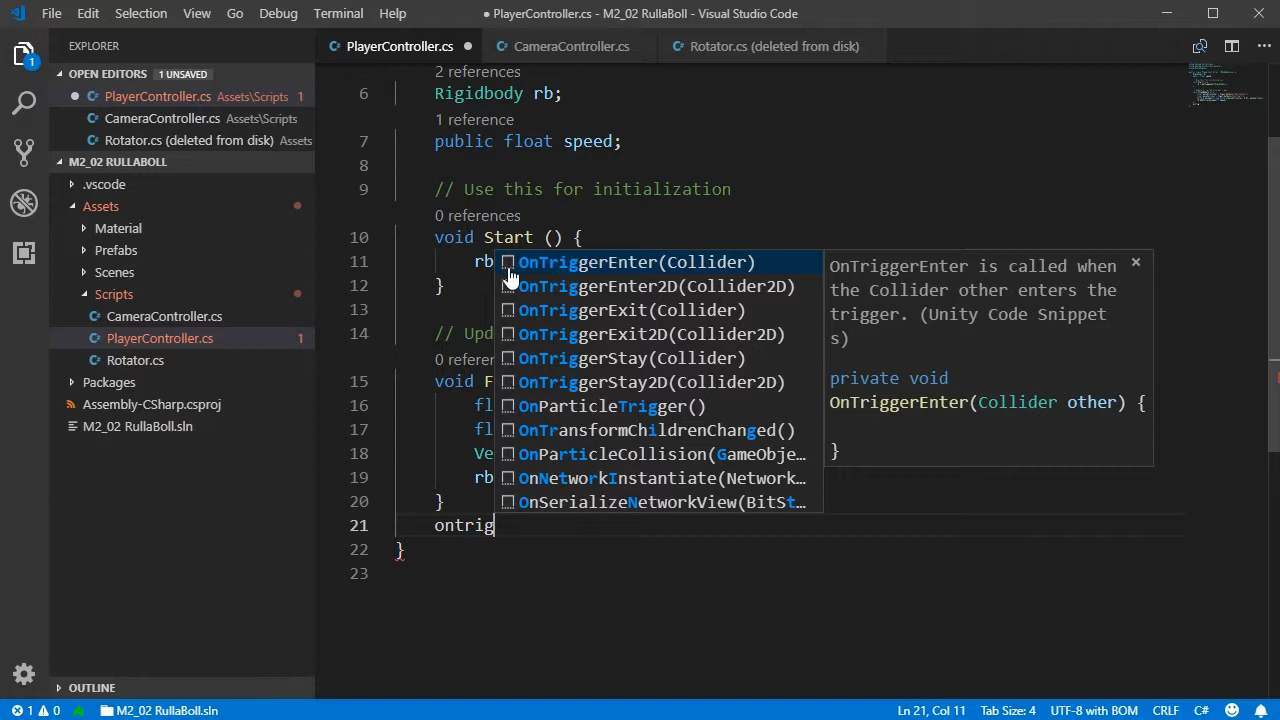 File Edit Selection View Go Debug Terminal Help ● PlayerController.cs - M2_02 RullaBoll - Visual Studio Code
EXPLORER
PlayerController.cs ● CameraController.cs Rotator.cs (deleted from disk)
OPEN EDITORS 1 UNSAVED
PlayerController.cs Assets\Scripts 1
CameraController.cs Assets\Scripts
Rotator.cs (deleted from disk) Assets
M2_02 RULLABOLL
.vscode
Assets
Material
Prefabs
Scenes
Scripts
CameraController.cs
PlayerController.cs 1
Rotator.cs
Packages
Assembly-CSharp.csproj
M2_02 RullaBoll.sln
OUTLINE
1
2 references
6 Rigidbody rb;
1 reference
7 public float speed;
8
9 // Use this for initialization
0 references
10 void Start () {
11 rb
12 }
13
14 // Upd
0 refere
15 void F
16 fl
17 fl
18 Ve
19 rb
20 }
21 ontrig
22 }
23
OnTriggerEnter(Collider)
OnTriggerEnter2D(Collider2D)
OnTriggerExit(Collider)
OnTriggerExit2D(Collider2D)
OnTriggerStay(Collider)
OnTriggerStay2D(Collider2D)
OnParticleTrigger()
OnTransformChildrenChanged()
OnParticleCollision(GameObje…
OnNetworkInstantiate(Network…
OnSerializeNetworkView(BitSt…
OnTriggerEnter is called when
the Collider other enters the
trigger. (Unity Code Snippet
s)
private void
OnTriggerEnter(Collider other) {
}
1 0 M2_02 RullaBoll.sln Ln 21, Col 11 Tab Size: 4 UTF-8 with BOM CRLF C#